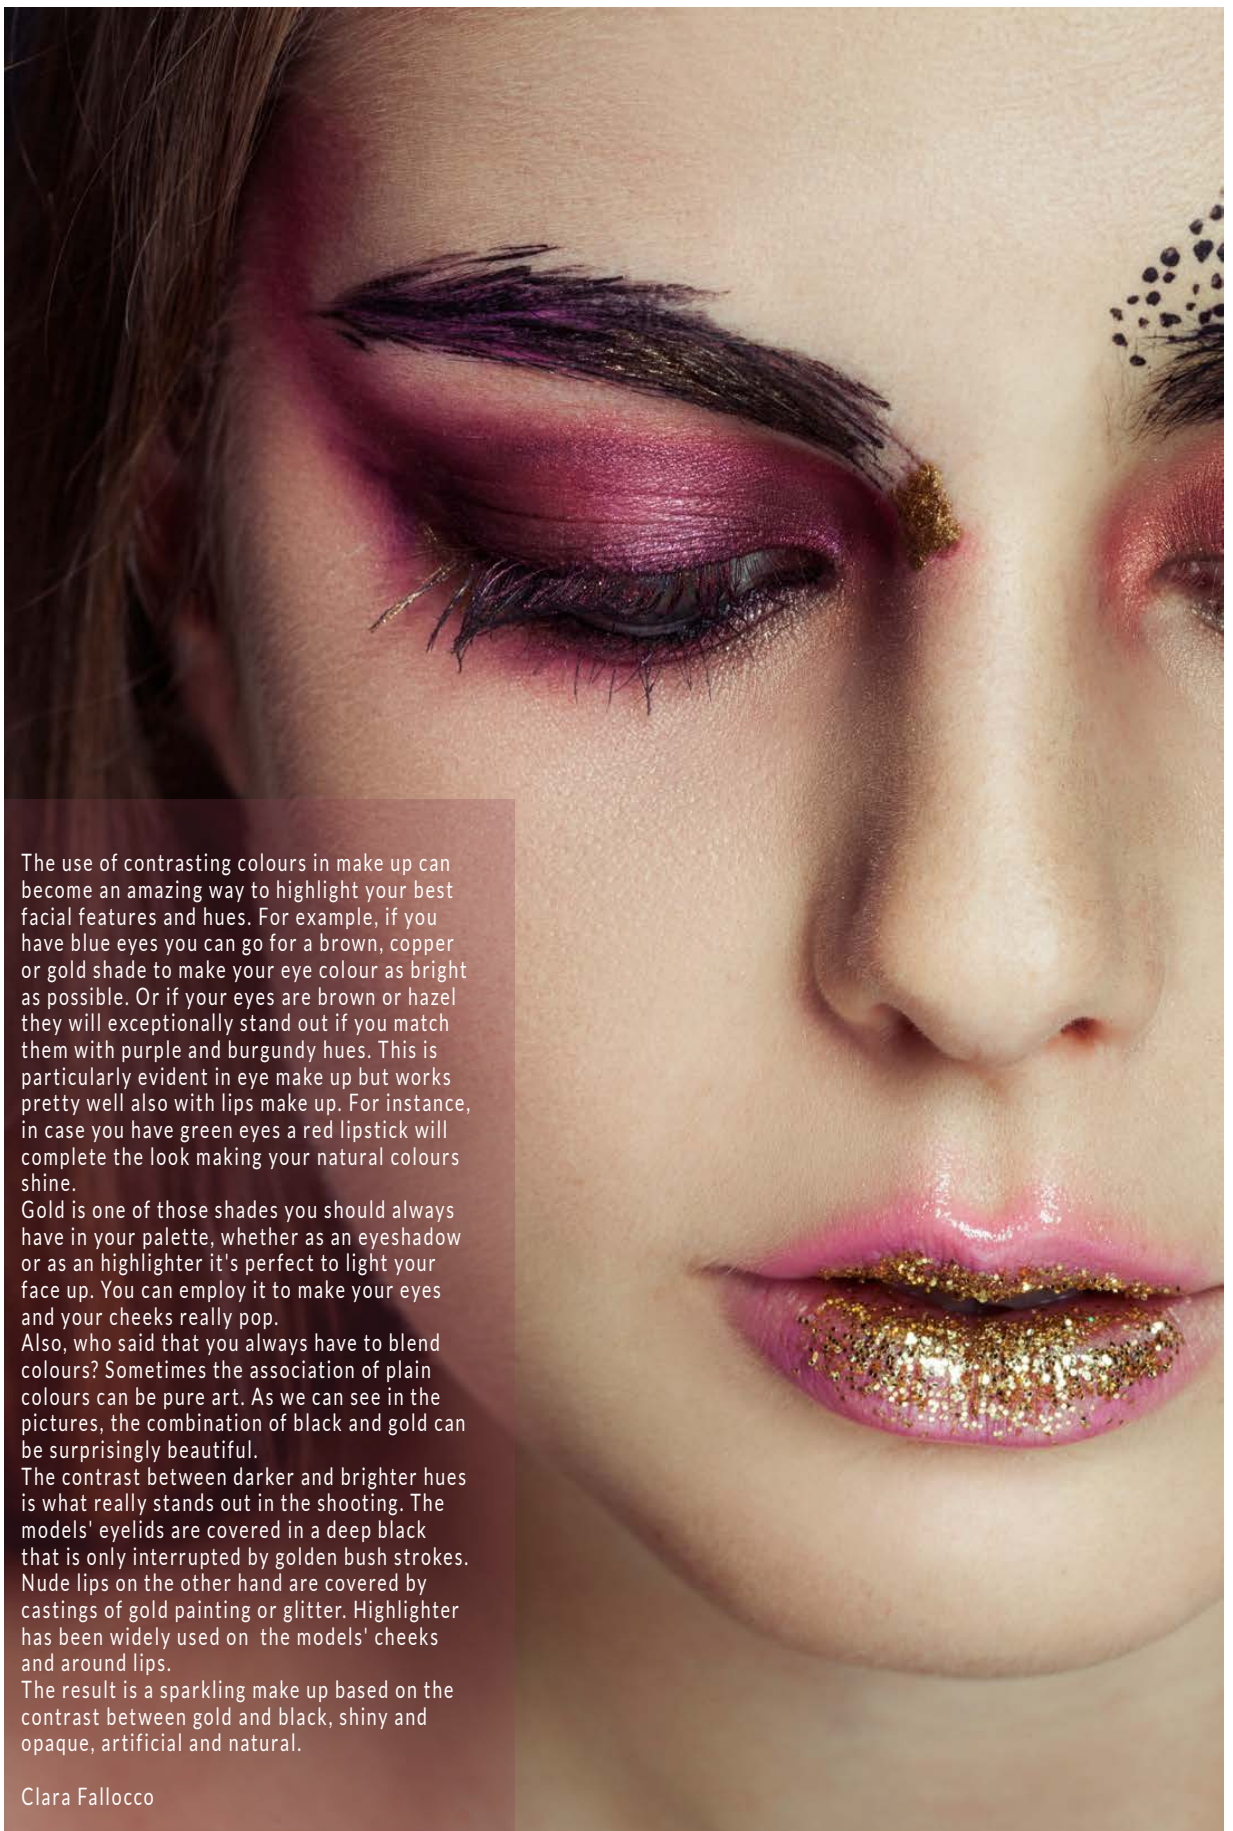 The use of contrasting colours in make up can
become an amazing way to highlight your best
facial features and hues. For example, if you
have blue eyes you can go for a brown, copper
or gold shade to make your eye colour as bright
as possible. Or if your eyes are brown or hazel
they will exceptionally stand out if you match
them with purple and burgundy hues. This is
particularly evident in eye make up but works
pretty well also with lips make up. For instance,
in case you have green eyes a red lipstick will
complete the look making your natural colours
shine.
Gold is one of those shades you should always
have in your palette, whether as an eyeshadow
or as an highlighter it's perfect to light your
face up. You can employ it to make your eyes
and your cheeks really pop.
Also, who said that you always have to blend
colours? Sometimes the association of plain
colours can be pure art. As we can see in the
pictures, the combination of black and gold can
be surprisingly beautiful.
The contrast between darker and brighter hues
is what really stands out in the shooting. The
models' eyelids are covered in a deep black
that is only interrupted by golden bush strokes.
Nude lips on the other hand are covered by
castings of gold painting or glitter. Highlighter
has been widely used on  the models' cheeks
and around lips.
The result is a sparkling make up based on the
contrast between gold and black, shiny and
opaque, artificial and natural.
Clara Fallocco